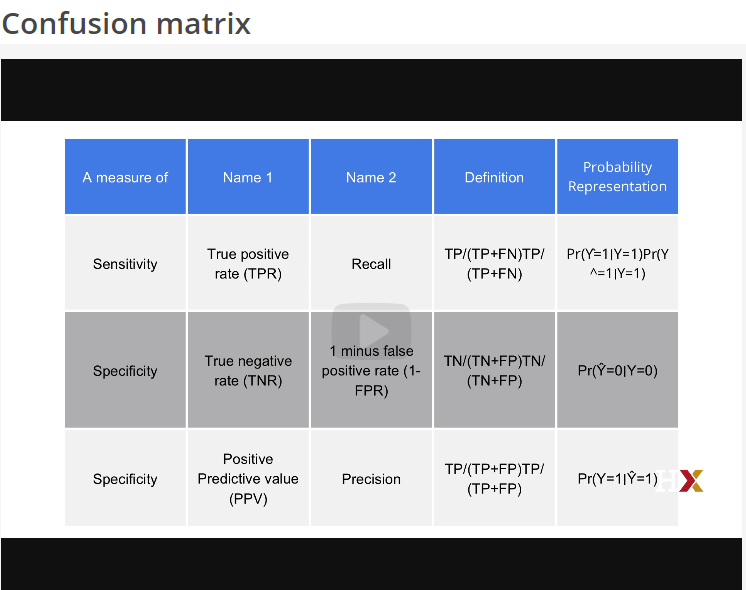 Confusion matrix
A measure of
Name 1
Name 2
Definition
Probability
Representation
Sensitivity
True positive
rate (TPR)
Recall
TP/(TP+FN)TP/
(TP+FN)
Pr(Ŷ=1|Y=1)Pr(Y
^=1|Y=1)
Specificity
True negative
rate (TNR)
1 minus false
positive rate (1-
FPR)
TN/(TN+FP)TN/
(TN+FP)
Pr(Ŷ=0|Y=0)
Specificity
Positive
Predictive value
(PPV)
Precision
TP/(TP+FP)TP/
(TP+FP)
Pr(Y=1|Ŷ=1)
HX